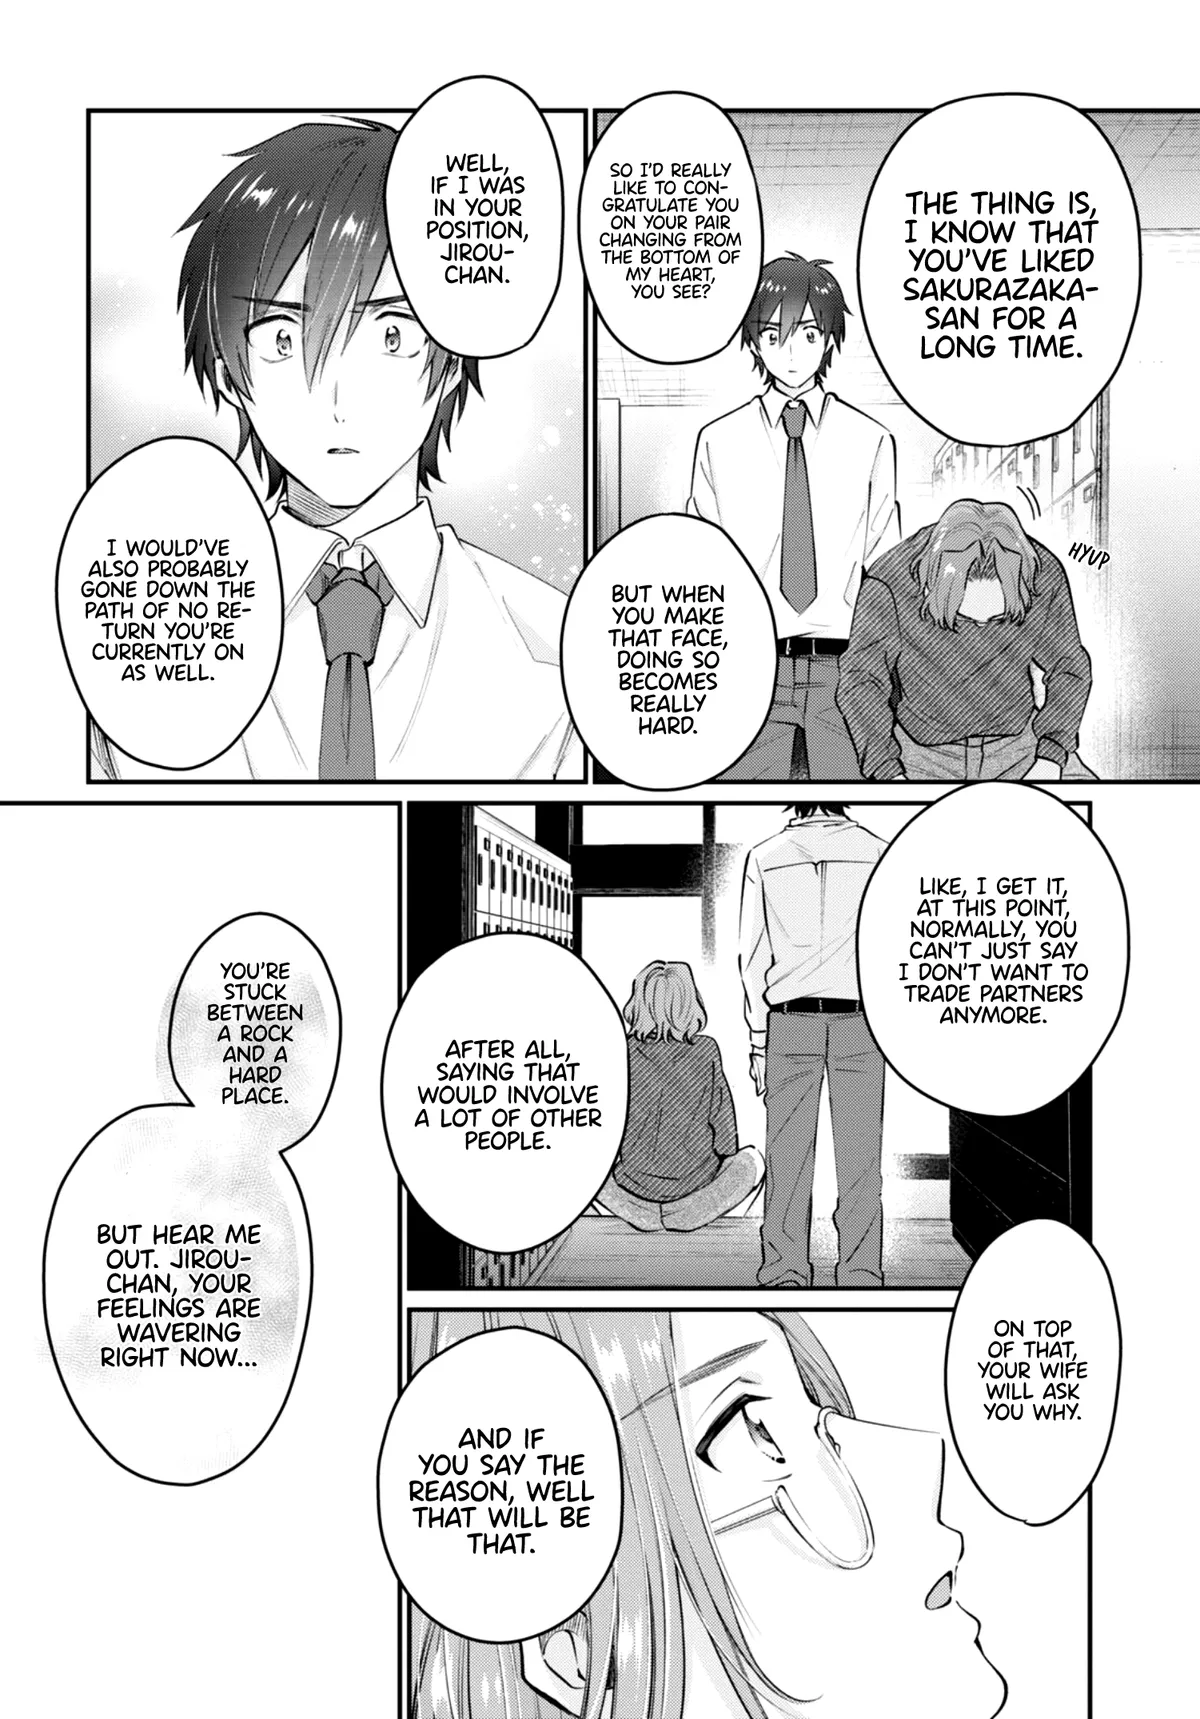 THE THING IS,
I KNOW THAT
YOU'VE LIKED
SAKURAZAKA-
SAN FOR A
LONG TIME.
SO I'D REALLY
LIKE TO CON-
GRATULATE YOU
ON YOUR PAIR
CHANGING FROM
THE BOTTOM OF
MY HEART,
YOU SEE?
HYUP
BUT WHEN
YOU MAKE
THAT FACE,
DOING SO
BECOMES
REALLY
HARD.
WELL,
IF I WAS
IN YOUR
POSITION,
JIROU-
CHAN.
I WOULD'VE
ALSO PROBABLY
GONE DOWN THE
PATH OF NO RE-
TURN YOU'RE
CURRENTLY ON
AS WELL.
LIKE, I GET IT,
AT THIS POINT,
NORMALLY, YOU
CAN'T JUST SAY
I DON'T WANT TO
TRADE PARTNERS
ANYMORE.
AFTER ALL,
SAYING THAT
WOULD INVOLVE
A LOT OF OTHER
PEOPLE.
ON TOP
OF THAT,
YOUR WIFE
WILL ASK
YOU WHY.
AND IF
YOU SAY THE
REASON, WELL
THAT WILL BE
THAT.
YOU'RE
STUCK
BETWEEN
A ROCK
AND A
HARD
PLACE.
BUT HEAR ME
OUT. JIROU-
CHAN, YOUR
FEELINGS ARE
WAVERING
RIGHT NOW...